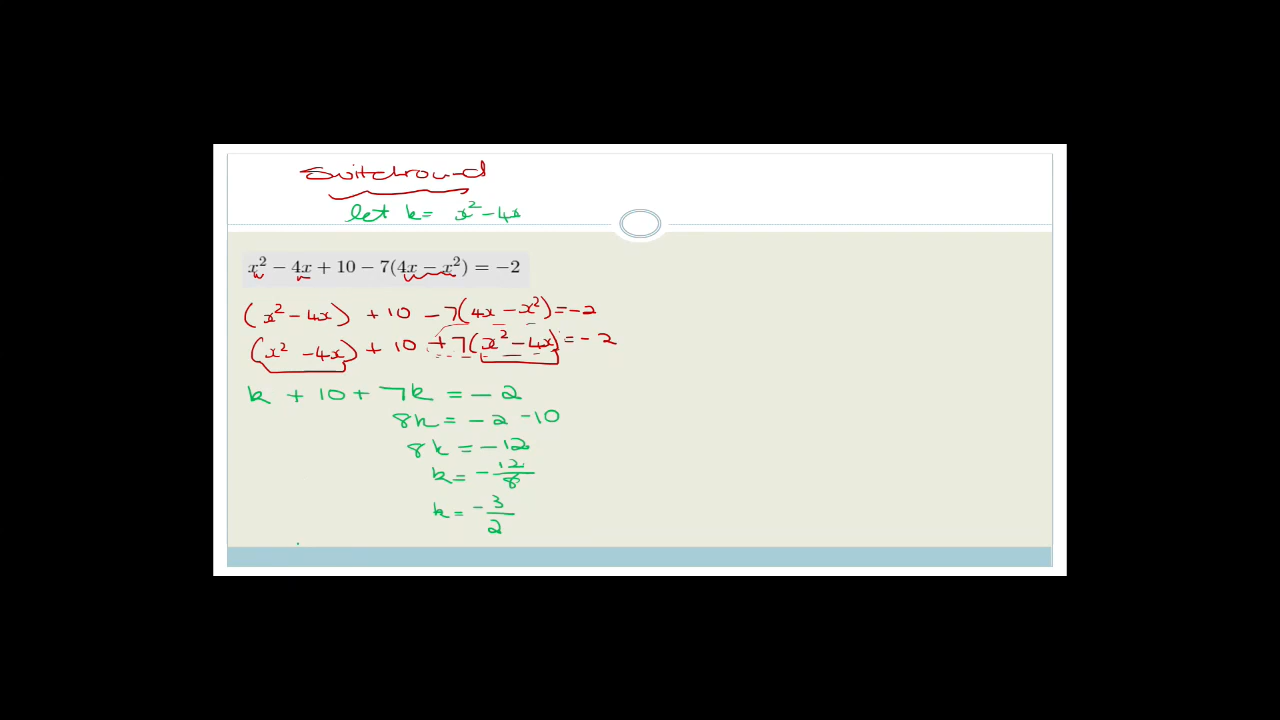 Switchround
let k = x² - 4x
x² − 4x + 10 − 7(4x − x²) = −2
(x² - 4x) + 10 - 7(4x - x²) = -2
(x² - 4x) + 10 + 7(x² - 4x) = -2
k + 10 + 7k = -2
8k = -2 -10
8k = -12
k = -12/8
k = -3/2